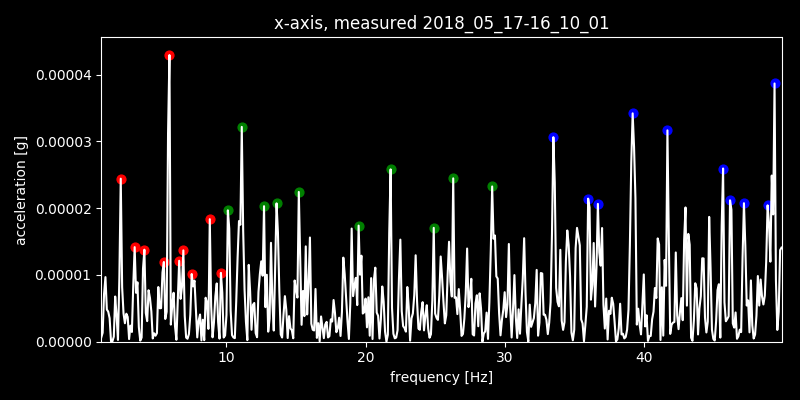 x-axis, measured 2018_05_17-16_10_01
0.00004
0.00003
0.00002
0.00001
0.00000
acceleration [g]
10 20 30 40
frequency [Hz]